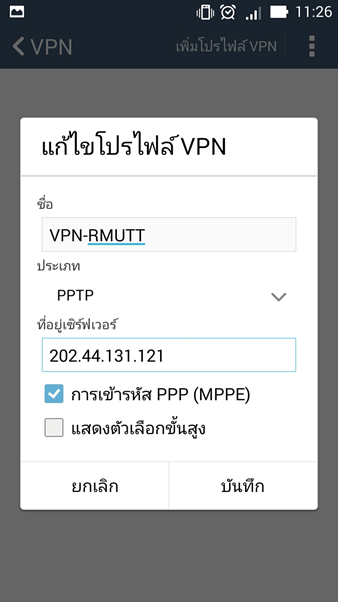 11:26
VPN
เพิ่มโปรไฟล์ VPN
แก้ไขโปรไฟล์ VPN
ชื่อ
VPN-RMUTT
ประเภท
PPTP
ที่อยู่เซิร์ฟเวอร์
202.44.131.121
การเข้ารหัส PPP (MPPE)
แสดงตัวเลือกขั้นสูง
ยกเลิก
บันทึก